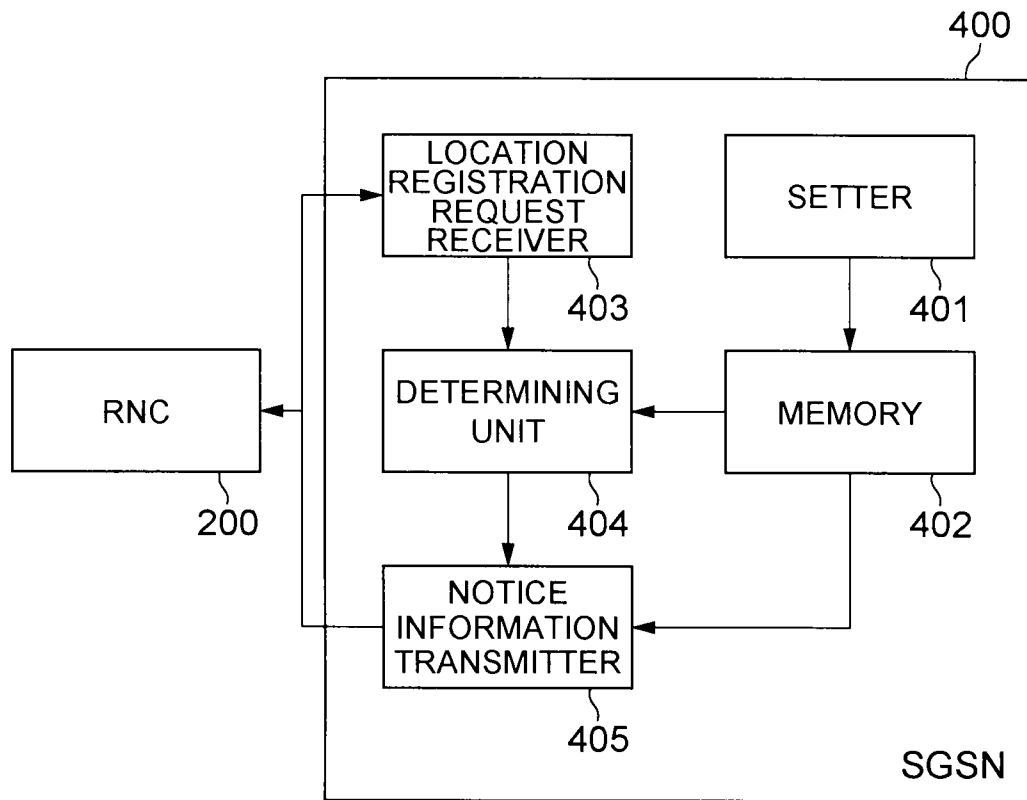 400
LOCATION
REGISTRATION
REQUEST
RECEIVER
403
SETTER
401
RNC
200
DETERMINING
UNIT
404
MEMORY
402
NOTICE
INFORMATION
TRANSMITTER
405
SGSN